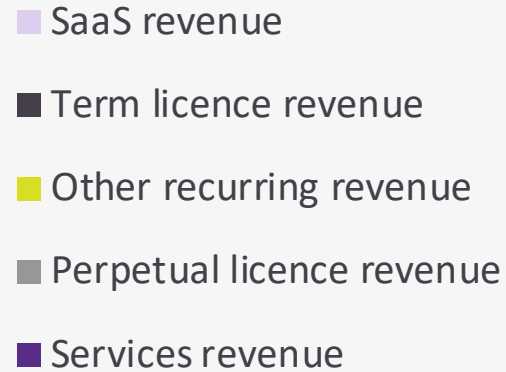 SaaS revenue
Term licence revenue
Other recurring revenue
Perpetual licence revenue
Services revenue